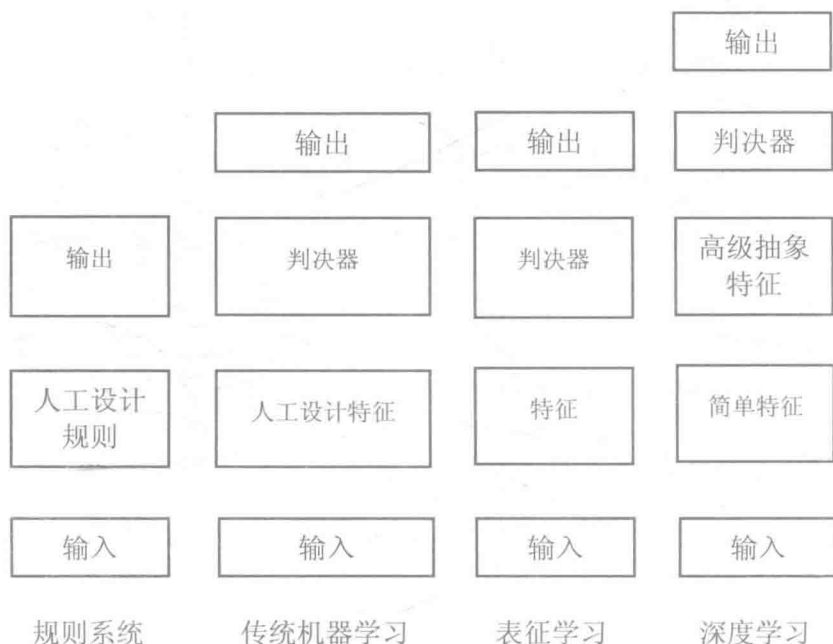 输出
输出
输出
判决器
输出
判决器
判决器
高级抽象
特征
人工设计
规则
人工设计特征
特征
简单特征
输入
输入
输入
输入
规则系统
传统机器学习
表征学习
深度学习